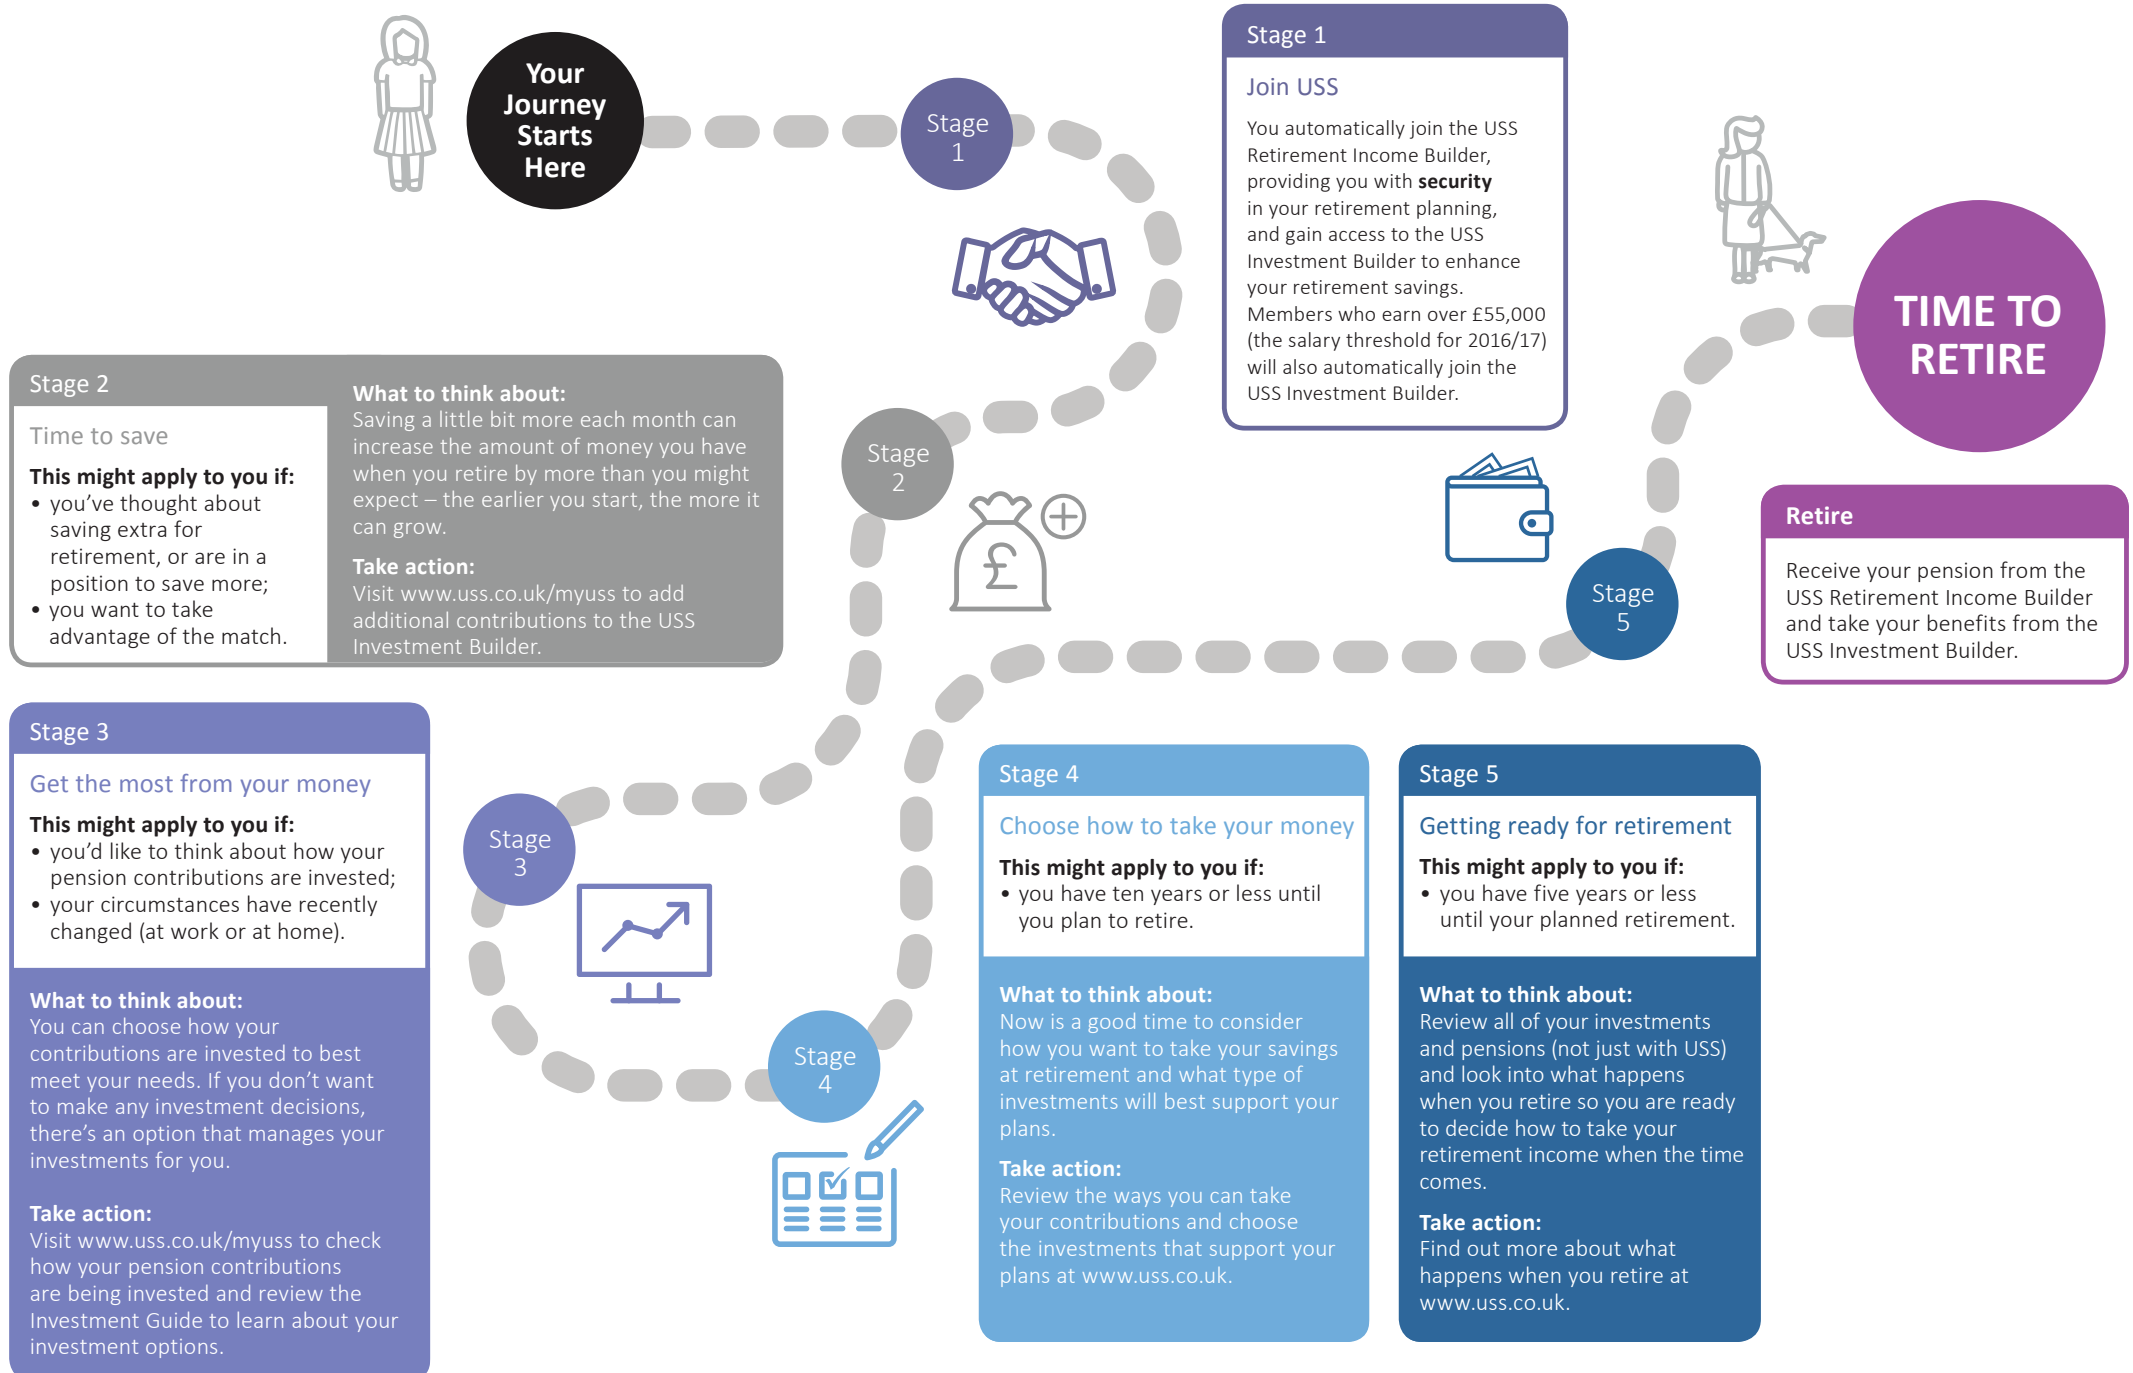 Your
Journey
Starts
Here
Stage
1
Stage 1
Join USS
You automatically join the USS
Retirement Income Builder,
providing you with security
in your retirement planning,
and gain access to the USS
Investment Builder to enhance
your retirement savings.
Members who earn over £55,000
(the salary threshold for 2016/17)
will also automatically join the
USS Investment Builder.
TIME TO
RETIRE
Stage 2
Time to save
This might apply to you if:
• you’ve thought about
saving extra for
retirement, or are in a
position to save more;
• you want to take
advantage of the match.
What to think about:
Saving a little bit more each month can
increase the amount of money you have
when you retire by more than you might
expect – the earlier you start, the more it
can grow.
Take action:
Visit www.uss.co.uk/myuss to add
additional contributions to the USS
Investment Builder.
Stage
2
£
Stage
5
Retire
Receive your pension from the
USS Retirement Income Builder
and take your benefits from the
USS Investment Builder.
Stage 3
Get the most from your money
This might apply to you if:
• you’d like to think about how your
pension contributions are invested;
• your circumstances have recently
changed (at work or at home).
What to think about:
You can choose how your
contributions are invested to best
meet your needs. If you don’t want
to make any investment decisions,
there’s an option that manages your
investments for you.
Take action:
Visit www.uss.co.uk/myuss to check
how your pension contributions
are being invested and review the
Investment Guide to learn about your
investment options.
Stage
3
Stage
4
Stage 4
Choose how to take your money
This might apply to you if:
• you have ten years or less until
you plan to retire.
What to think about:
Now is a good time to consider
how you want to take your savings
at retirement and what type of
investments will best support your
plans.
Take action:
Review the ways you can take
your contributions and choose
the investments that support your
plans at www.uss.co.uk.
Stage 5
Getting ready for retirement
This might apply to you if:
• you have five years or less
until your planned retirement.
What to think about:
Review all of your investments
and pensions (not just with USS)
and look into what happens
when you retire so you are ready
to decide how to take your
retirement income when the time
comes.
Take action:
Find out more about what
happens when you retire at
www.uss.co.uk.